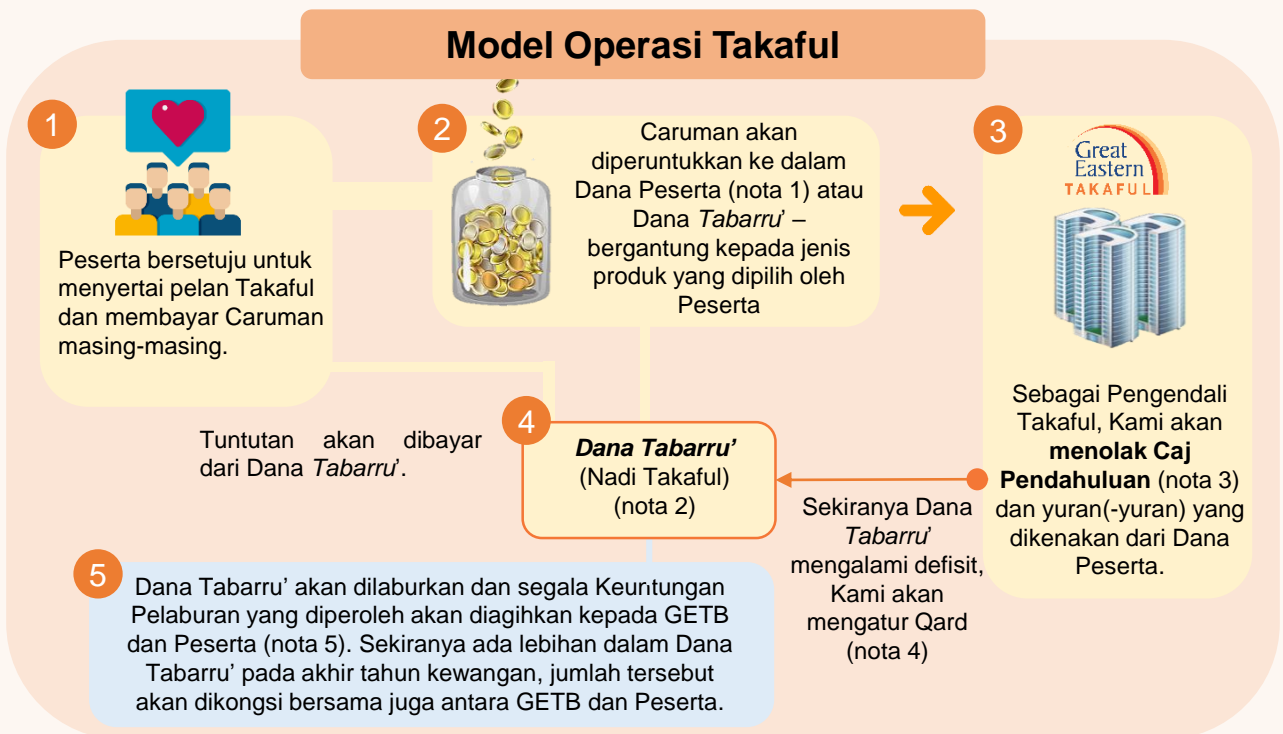 Model Operasi Takaful
1
Peserta bersetuju untuk
menyertai pelan Takaful
dan membayar Caruman
masing-masing.
2
Caruman akan
diperuntukkan ke dalam
Dana Peserta (nota 1) atau
Dana Tabarru' –
bergantung kepada jenis
produk yang dipilih oleh
Peserta
3
Great
Eastern
TAKAFUL
Sebagai Pengendali
Takaful, Kami akan
menolak Caj
Pendahuluan (nota 3)
dan yuran(-yuran) yang
dikenakan dari Dana
Peserta.
Tuntutan akan dibayar
dari Dana Tabarru'.
4
Dana Tabarru'
(Nadi Takaful)
(nota 2)
Sekiranya Dana
Tabarru'
mengalami defisit,
Kami akan
mengatur Qard
(nota 4)
5
Dana Tabarru' akan dilaburkan dan segala Keuntungan
Pelaburan yang diperoleh akan diagihkan kepada GETB
dan Peserta (nota 5). Sekiranya ada lebihan dalam Dana
Tabarru' pada akhir tahun kewangan, jumlah tersebut
akan dikongsi bersama juga antara GETB dan Peserta.